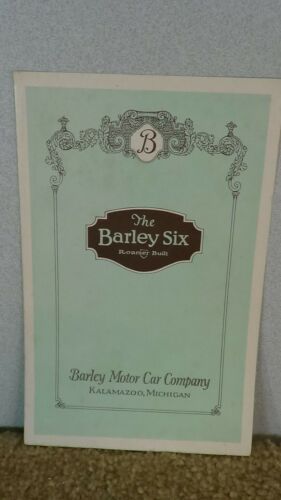 B
The
Barley Six
Roamer Built
Barley Motor Car Company
Kalamazoo, Michigan